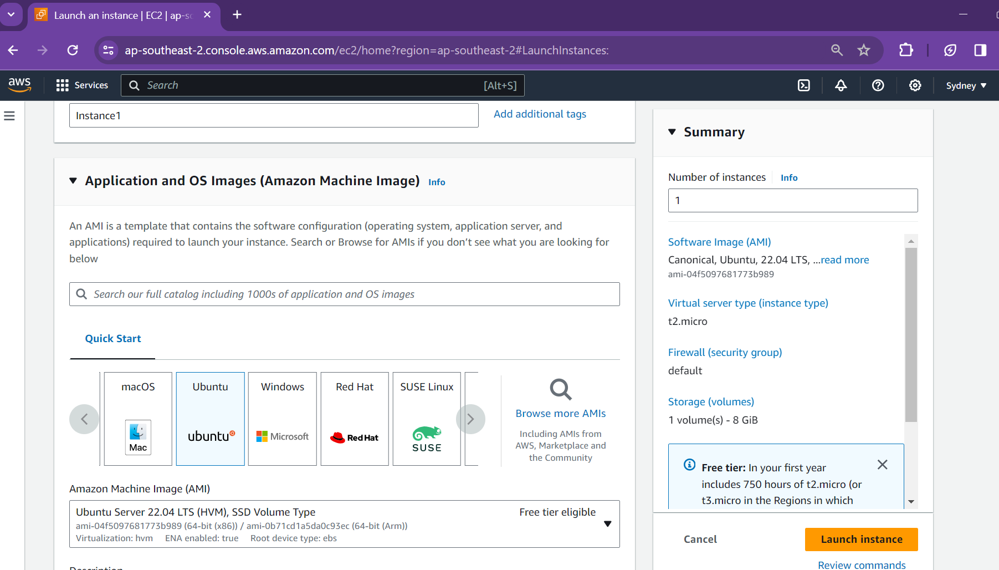 Launch an instance | EC2 | ap-so
ap-southeast-2.console.aws.amazon.com/ec2/home?region=ap-southeast-2#LaunchInstances:
aws
Services
Search
[Alt+S]
Sydney
Instance1
Add additional tags
Application and OS Images (Amazon Machine Image) Info
An AMI is a template that contains the software configuration (operating system, application server, and
applications) required to launch your instance. Search or Browse for AMIs if you don’t see what you are looking for
below
Search our full catalog including 1000s of application and OS images
Quick Start
macOS
Mac
Ubuntu
ubuntu
Windows
Microsoft
Red Hat
Red Hat
SUSE Linux
SUSE
Browse more AMIs
Including AMIs from
AWS, Marketplace and
the Community
Amazon Machine Image (AMI)
Ubuntu Server 22.04 LTS (HVM), SSD Volume Type
Free tier eligible
ami-04f5097681773b989 (64-bit (x86)) / ami-0b71cd1a5da0c93ec (64-bit (Arm))
Virtualization: hvm ENA enabled: true Root device type: ebs
Description
Summary
Number of instances Info
1
Software Image (AMI)
Canonical, Ubuntu, 22.04 LTS, ...read more
ami-04f5097681773b989
Virtual server type (instance type)
t2.micro
Firewall (security group)
default
Storage (volumes)
1 volume(s) - 8 GiB
Free tier: In your first year
includes 750 hours of t2.micro (or
t3.micro in the Regions in which
Cancel
Launch instance
Review commands